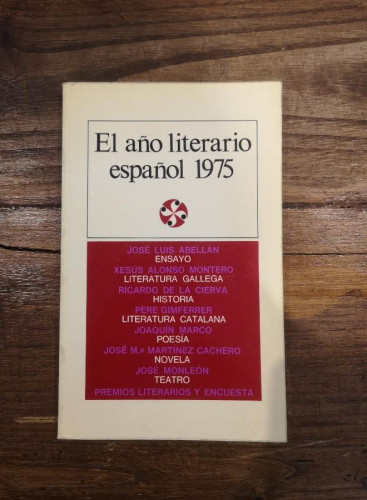 El año literario
español 1975
JOSÉ LUIS ABELLAN
ENSAYO
XESÚS ALONSO MONTERO
LITERATURA GALLEGA
RICARDO DE LA CIERVA
HISTORIA
PERE GIMFERRER
LITERATURA CATALANA
JOAQUÍN MARCO
POESÍA
JOSÉ M.ª MARTÍNEZ CACHERO
NOVELA
JOSÉ MONLEÓN
TEATRO
PREMIOS LITERARIOS Y ENCUESTA